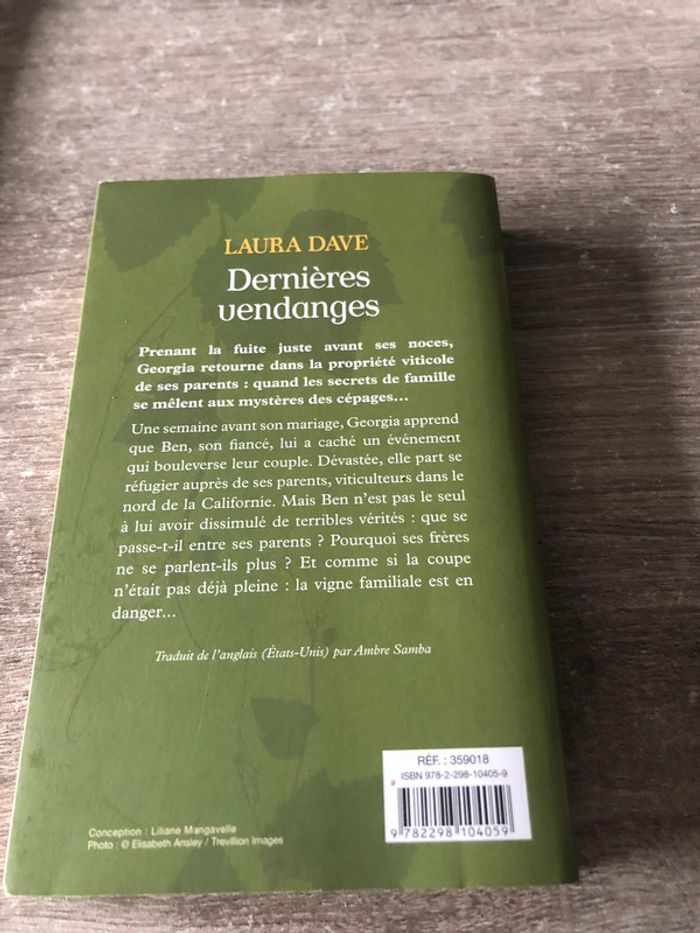 LAURA DAVE
Dernières
vendanges
Prenant la fuite juste avant ses noces,
Georgia retourne dans la propriété viticole
de ses parents : quand les secrets de famille
se mêlent aux mystères des cépages...
Une semaine avant son mariage, Georgia apprend
que Ben, son fiancé, lui a caché un événement
qui bouleverse leur couple. Dévastée, elle part se
réfugier auprès de ses parents, viticulteurs dans le
nord de la Californie. Mais Ben n'est pas le seul
à lui avoir dissimulé de terribles vérités : que se
passe-t-il entre ses parents ? Pourquoi ses frères
ne se parlent-ils plus ? Et comme si la coupe
n'était pas déjà pleine : la vigne familiale est en
danger...
Traduit de l'anglais (États-Unis) par Ambre Samba
RÉF. : 359018
ISBN 978-2-298-10405-9
9 782298 104059
Conception : Liliane Mangavelle
Photo : © Elisabeth Ansley / Trevillion Images